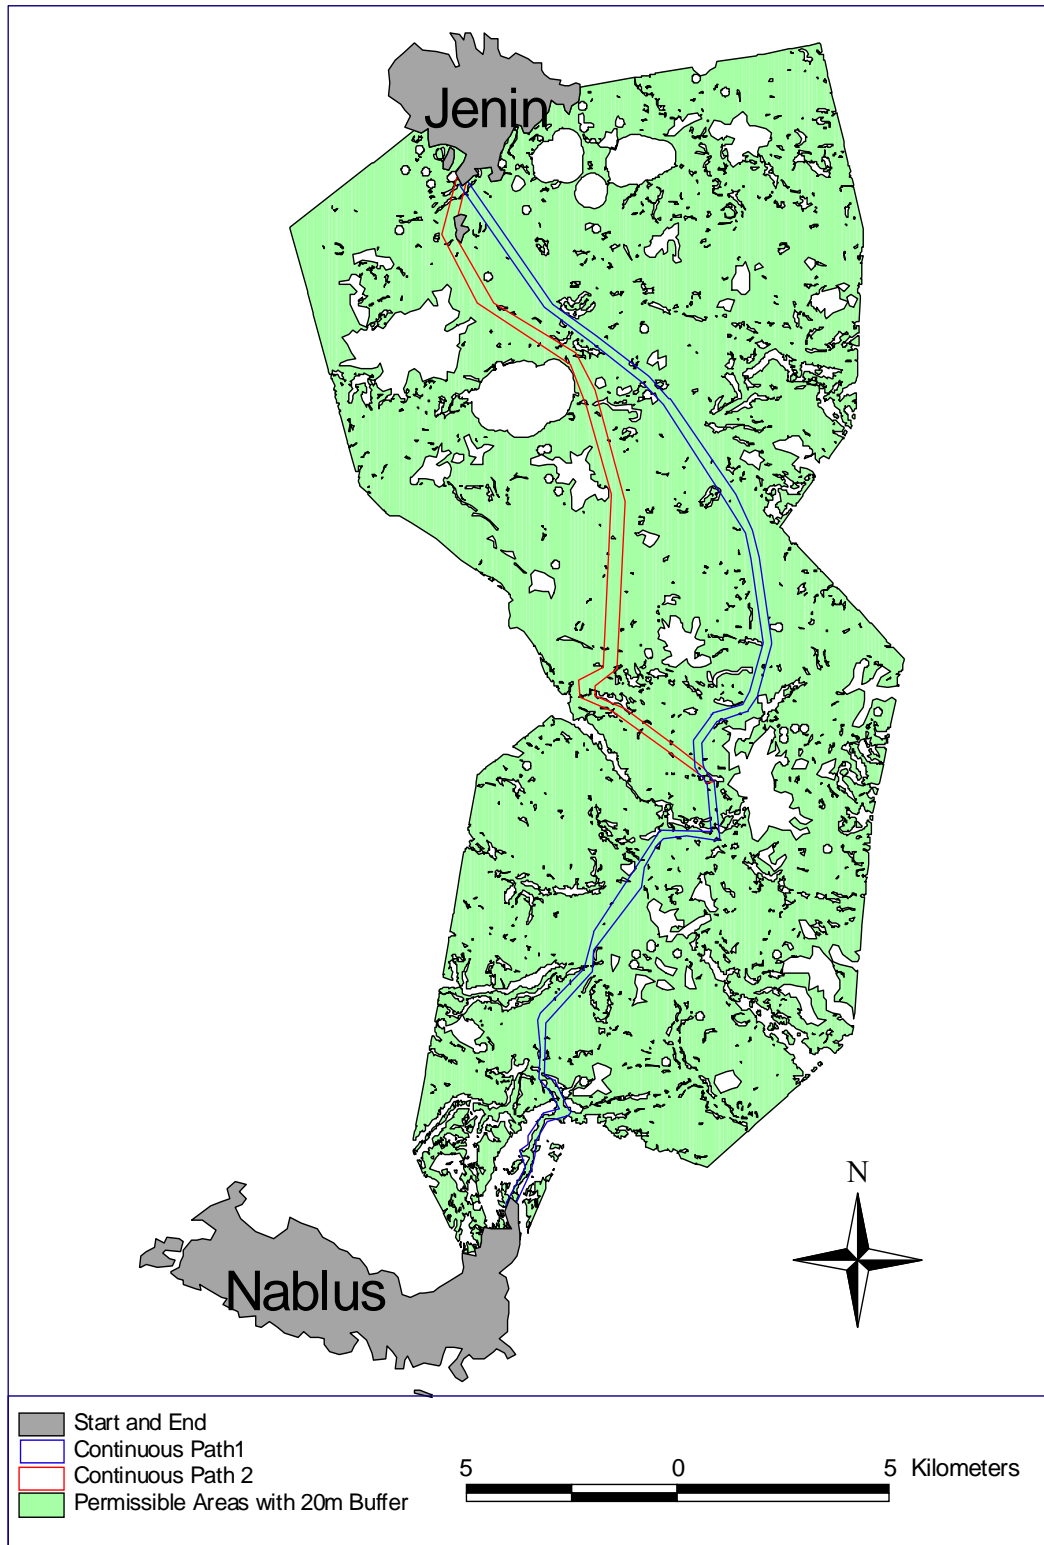 Jenin
N
Nablus
Start and End
Continuous Path1
Continuous Path 2
Permissible Areas with 20m Buffer
5 0 5 Kilometers